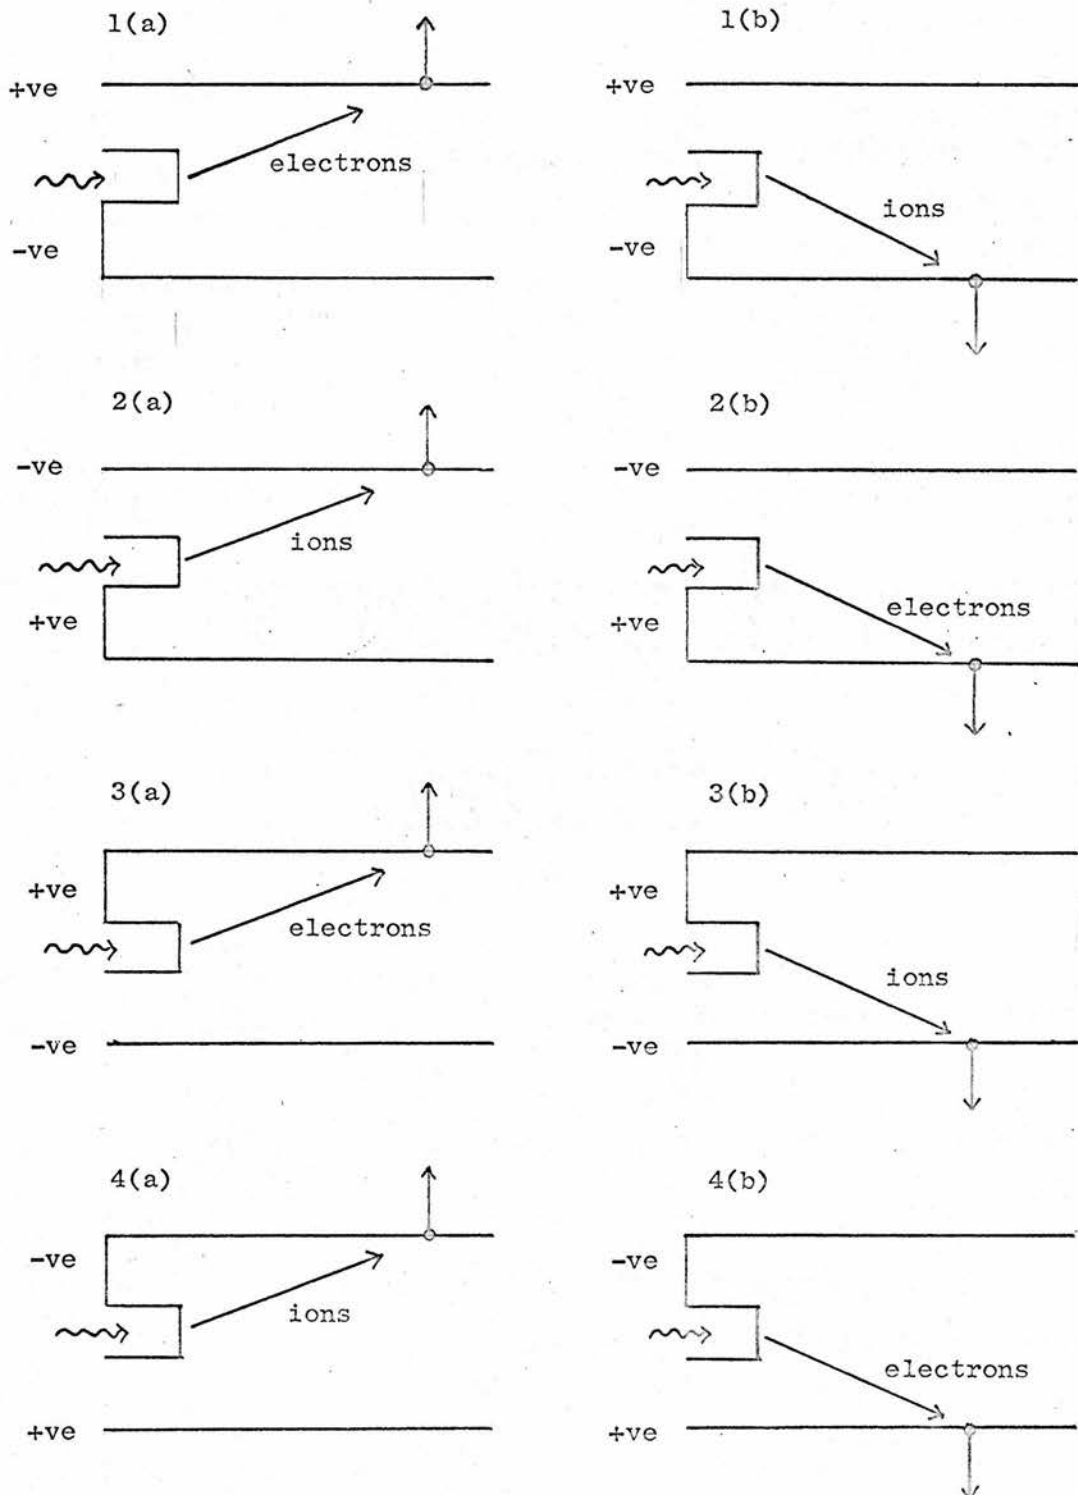 1(a) 1(b)
+ve +ve
electrons
ions
-ve -ve
2(a) 2(b)
-ve -ve
ions
electrons
+ve +ve
3(a) 3(b)
+ve +ve
electrons
ions
-ve -ve
4(a) 4(b)
-ve -ve
ions
electrons
+ve +ve